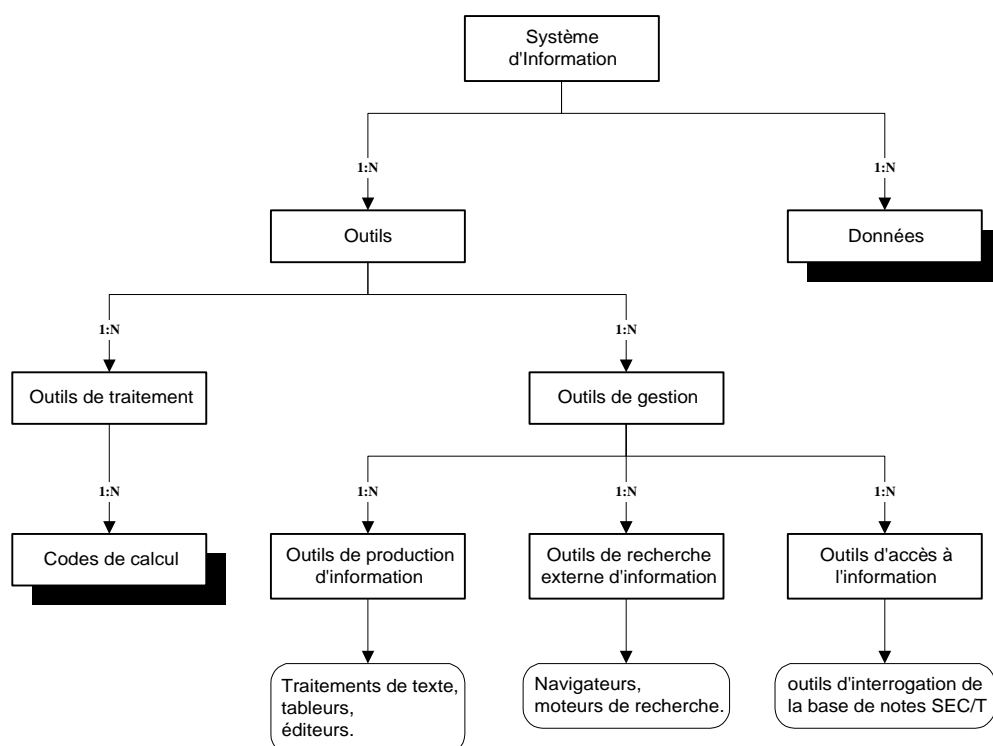 Système
d'Information
1:N
1:N
Outils
Données
1:N
1:N
Outils de traitement
Outils de gestion
1:N
1:N
1:N
1:N
Codes de calcul
Outils de production
d'information
Outils de recherche
externe d'information
Outils d'accès à
l'information
Traitements de texte,
tableurs,
éditeurs.
Navigateurs,
moteurs de recherche.
outils d'interrogation de
la base de notes SEC/T